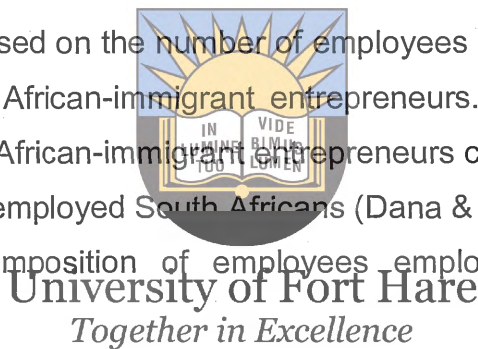 sed on the number of employees
African-immigrant entrepreneurs.
African-immigrant entrepreneurs c
employed South Africans (Dana &
mposition of employees emplo
IN VIDE
LUMINE BIMUS
TUO LUMEN
University of Fort Hare
Together in Excellence